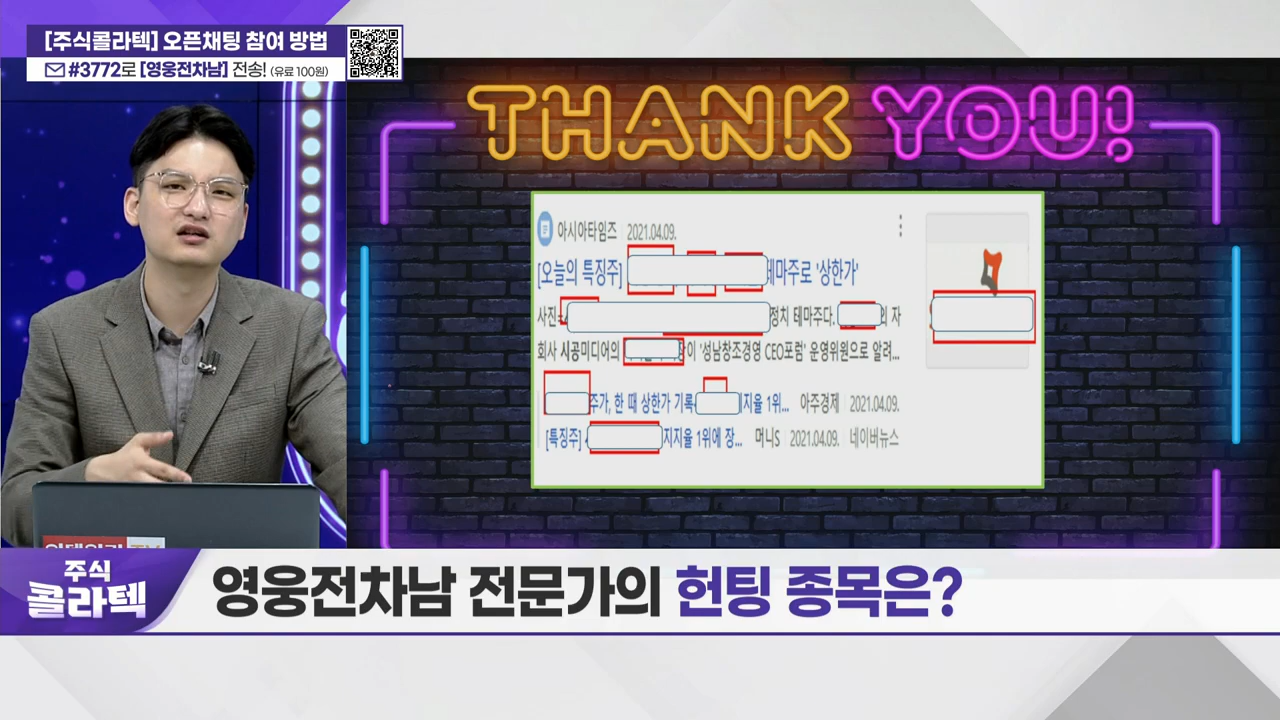 [주식콜라텍] 오픈채팅 참여 방법
#3772로 [영웅전차남] 전송! (유료 100원)
THANK YOU!
아시아타임즈 2021.04.09.
[오늘의 특징주] 테마주로 '상한가'
사진= 정치 테마주다. 의 자
회사 시공미디어의 이 '성남창조경영 CEO포럼' 운영위원으로 알려...
주가, 한 때 상한가 기록 지지율 1위... 아주경제 2021.04.09.
[특징주] 지지율 1위에 장... 머니S 2021.04.09. 네이버뉴스
주식
콜라텍
영웅전차남 전문가의 헌팅 종목은?